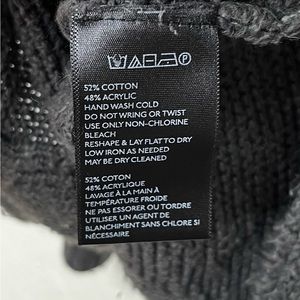 52% COTTON
48% ACRYLIC
HAND WASH COLD
DO NOT WRING OR TWIST
USE ONLY NON-CHLORINE
BLEACH
RESHAPE & LAY FLAT TO DRY
LOW IRON AS NEEDED
MAY BE DRY CLEANED
52% COTON
48% ACRYLIQUE
LAVAGE À LA MAIN À
TEMPÉRATURE FROIDE
NE PAS ESSORER OU TORDRE
UTILISER UN AGENT DE
BLANCHIMENT SANS CHLORE SI
NÉCESSAIRE